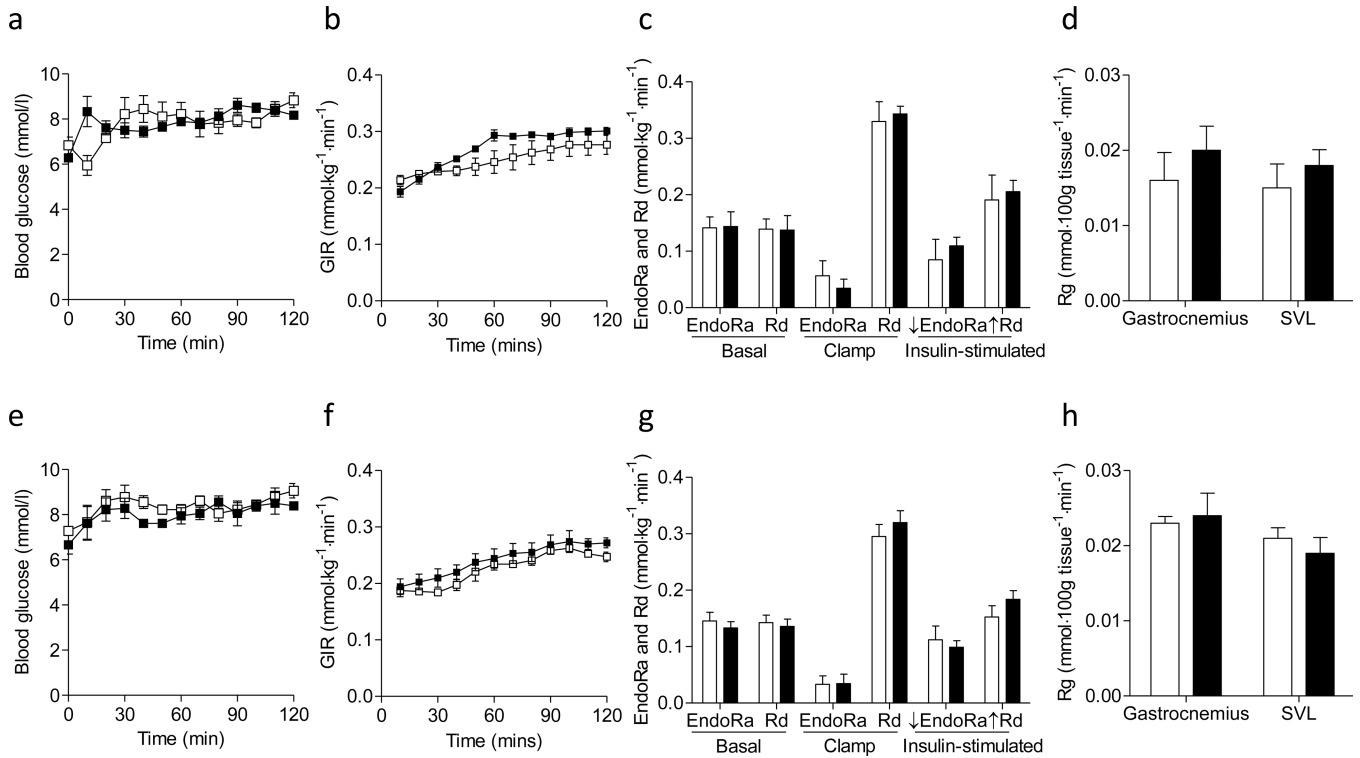 a
b
c
d
Blood glucose (mmol/l)
10
8
6
4
2
0
0 30 60 90 120
Time (min)
GIR (mmol·kg⁻¹·min⁻¹)
0.4
0.3
0.2
0.1
0.0
0 30 60 90 120
Time (mins)
EndoRa and Rd (mmol·kg⁻¹·min⁻¹)
0.4
0.3
0.2
0.1
0.0
EndoRa Rd EndoRa Rd ↓EndoRa↑Rd
Basal Clamp Insulin-stimulated
Rg (mmol·100g tissue⁻¹·min⁻¹)
0.03
0.02
0.01
0.00
Gastrocnemius SVL
e
f
g
h
Blood glucose (mmol/l)
10
8
6
4
2
0
0 30 60 90 120
Time (min)
GIR (mmol·kg⁻¹·min⁻¹)
0.4
0.3
0.2
0.1
0.0
0 30 60 90 120
Time (mins)
EndoRa and Rd (mmol·kg⁻¹·min⁻¹)
0.4
0.3
0.2
0.1
0.0
EndoRa Rd EndoRa Rd ↓EndoRa↑Rd
Basal Clamp Insulin-stimulated
Rg (mmol·100g tissue⁻¹·min⁻¹)
0.03
0.02
0.01
0.00
Gastrocnemius SVL